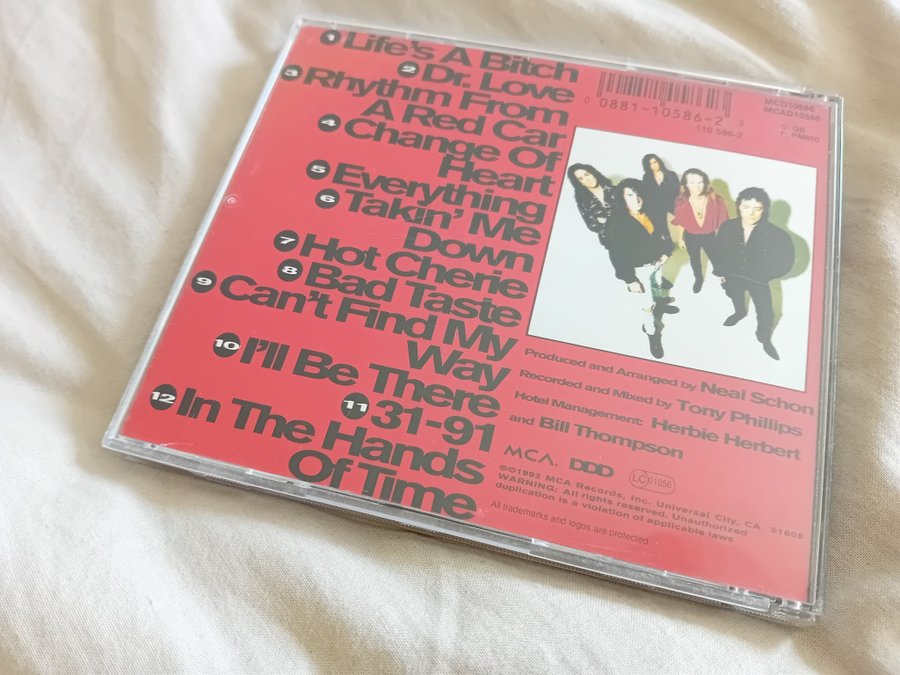 1 Life's A Bitch
2 Dr. Love
3 Rhythm From
A Red Car
4 Change Of
Heart
5 Everything
6 Takin' Me
Down
7 Hot Cherie
8 Bad Taste
9 Can't Find My
Way
10 I'll Be There
11 31-91
12 In The Hands
Of Time
0 0881-10586-2 3
110 586-2
MCD10586
MCAD10586
Produced and Arranged by Neal Schon
Recorded and Mixed by Tony Phillips
Hotel Management: Herbie Herbert
and Bill Thompson
MCA. DDD LC 01056
℗©1992 MCA Records, Inc. Universal City, CA 91608
WARNING: All rights reserved. Unauthorized
duplication is a violation of applicable laws
All trademarks and logos are protected